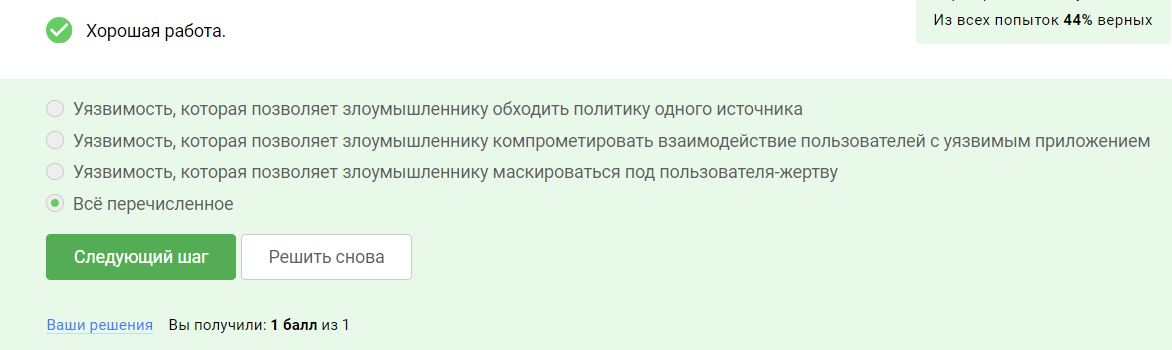 Хорошая работа.
Из всех попыток 44% верных
Уязвимость, которая позволяет злоумышленнику обходить политику одного источника
Уязвимость, которая позволяет злоумышленнику компрометировать взаимодействие пользователей с уязвимым приложением
Уязвимость, которая позволяет злоумышленнику маскироваться под пользователя-жертву
Всё перечисленное
Следующий шаг
Решить снова
Ваши решения Вы получили: 1 балл из 1